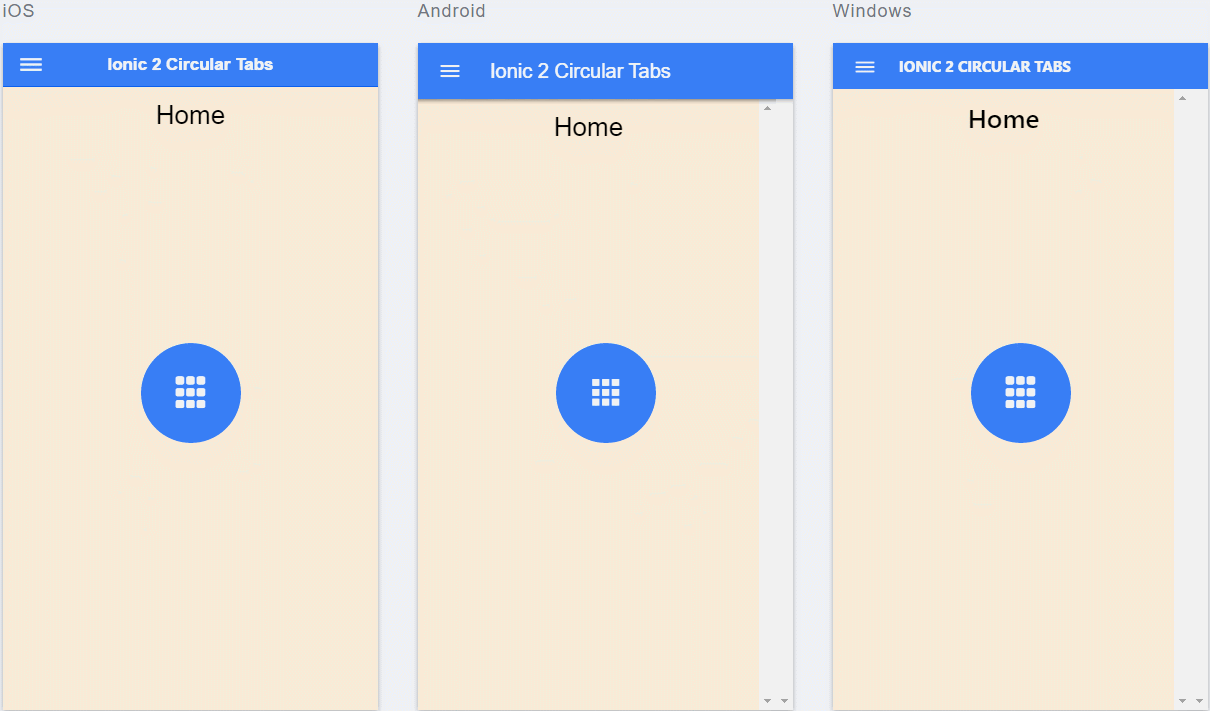 iOS
Android
Windows
Ionic 2 Circular Tabs
Ionic 2 Circular Tabs
IONIC 2 CIRCULAR TABS
Home
Home
Home